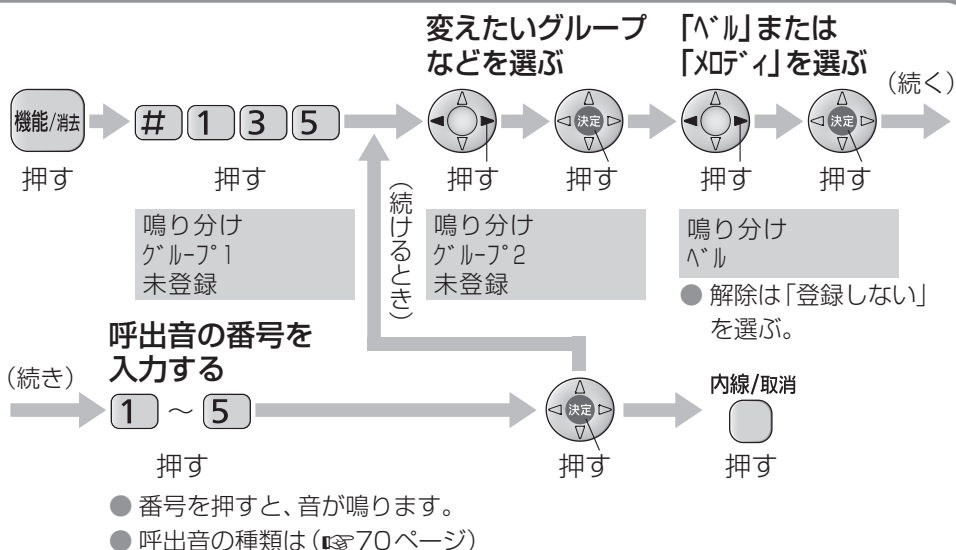 変えたいグループ
などを選ぶ
「ﾍﾞﾙ」または
「ﾒﾛﾃﾞｨ」を選ぶ
(続く)
機能/消去
# 1 3 5
決定
決定
押す
押す
押す
押す
押す
押す
鳴り分け
ｸﾞﾙｰﾌﾟ1
未登録
(続けるとき)
鳴り分け
ｸﾞﾙｰﾌﾟ2
未登録
鳴り分け
ﾍﾞﾙ
● 解除は「登録しない」
を選ぶ。
(続き)
呼出音の番号を
入力する
1 ~ 5
決定
内線/取消
押す
押す
押す
● 番号を押すと、音が鳴ります。
● 呼出音の種類は(☞70ページ)